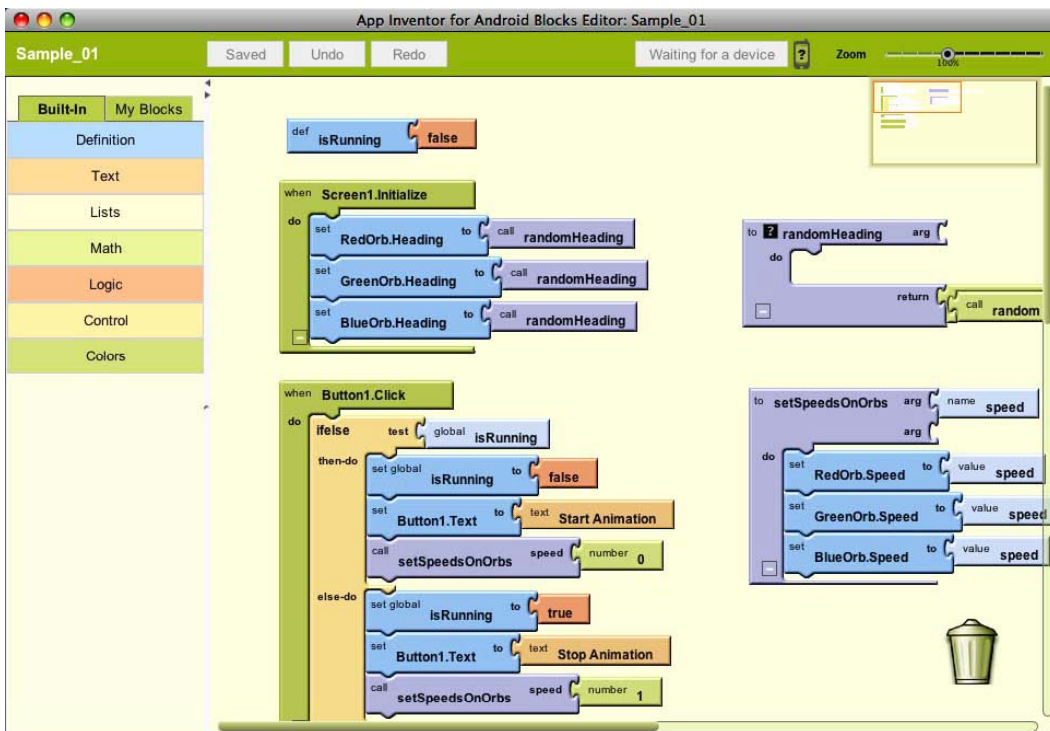 App Inventor for Android Blocks Editor: Sample_01
Sample_01 Saved Undo Redo Waiting for a device ? Zoom 100%
Built-In My Blocks
Definition
Text
Lists
Math
Logic
Control
Colors
def isRunning false
when Screen1.Initialize
do set RedOrb.Heading to call randomHeading
set GreenOrb.Heading to call randomHeading
set BlueOrb.Heading to call randomHeading
when Button1.Click
do ifelse test global isRunning
then-do set global isRunning to false
set Button1.Text to text Start Animation
call setSpeedsOnOrbs speed number 0
else-do set global isRunning to true
set Button1.Text to text Stop Animation
call setSpeedsOnOrbs speed number 1
to ? randomHeading arg
do
return call random
to setSpeedsOnOrbs arg name speed
arg
do set RedOrb.Speed to value speed
set GreenOrb.Speed to value speed
set BlueOrb.Speed to value speed